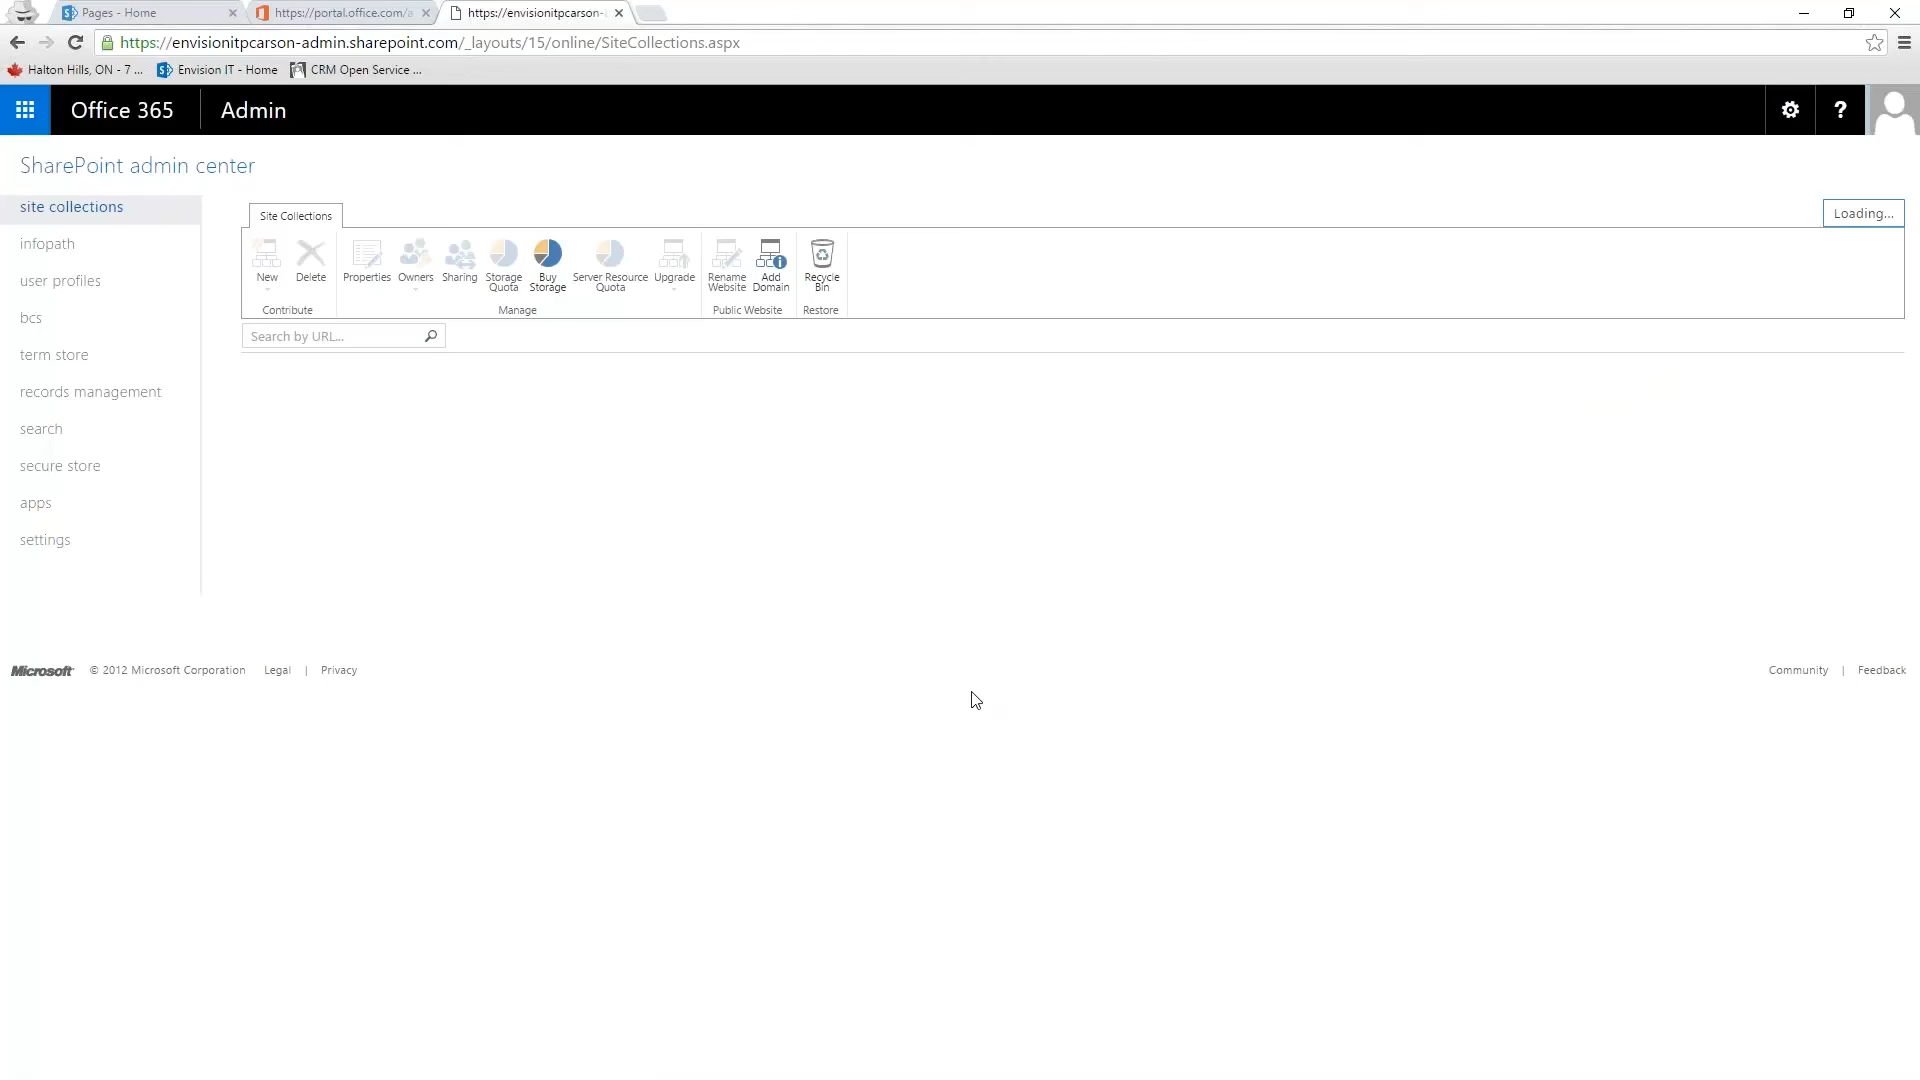 Pages - Home
https://portal.office.com/a
https://envisionitpcarson-
https://envisionitpcarson-admin.sharepoint.com/_layouts/15/online/SiteCollections.aspx
Halton Hills, ON - 7 ...
Envision IT - Home
CRM Open Service ...
Office 365
Admin
?
SharePoint admin center
site collections
infopath
user profiles
bcs
term store
records management
search
secure store
apps
settings
Site Collections
Loading...
New
Delete
Properties
Owners
Sharing
Storage
Quota
Buy
Storage
Server Resource
Quota
Upgrade
Rename
Website
Add
Domain
Recycle
Bin
Contribute
Manage
Public Website
Restore
Search by URL...
Microsoft © 2012 Microsoft Corporation Legal | Privacy
Community | Feedback